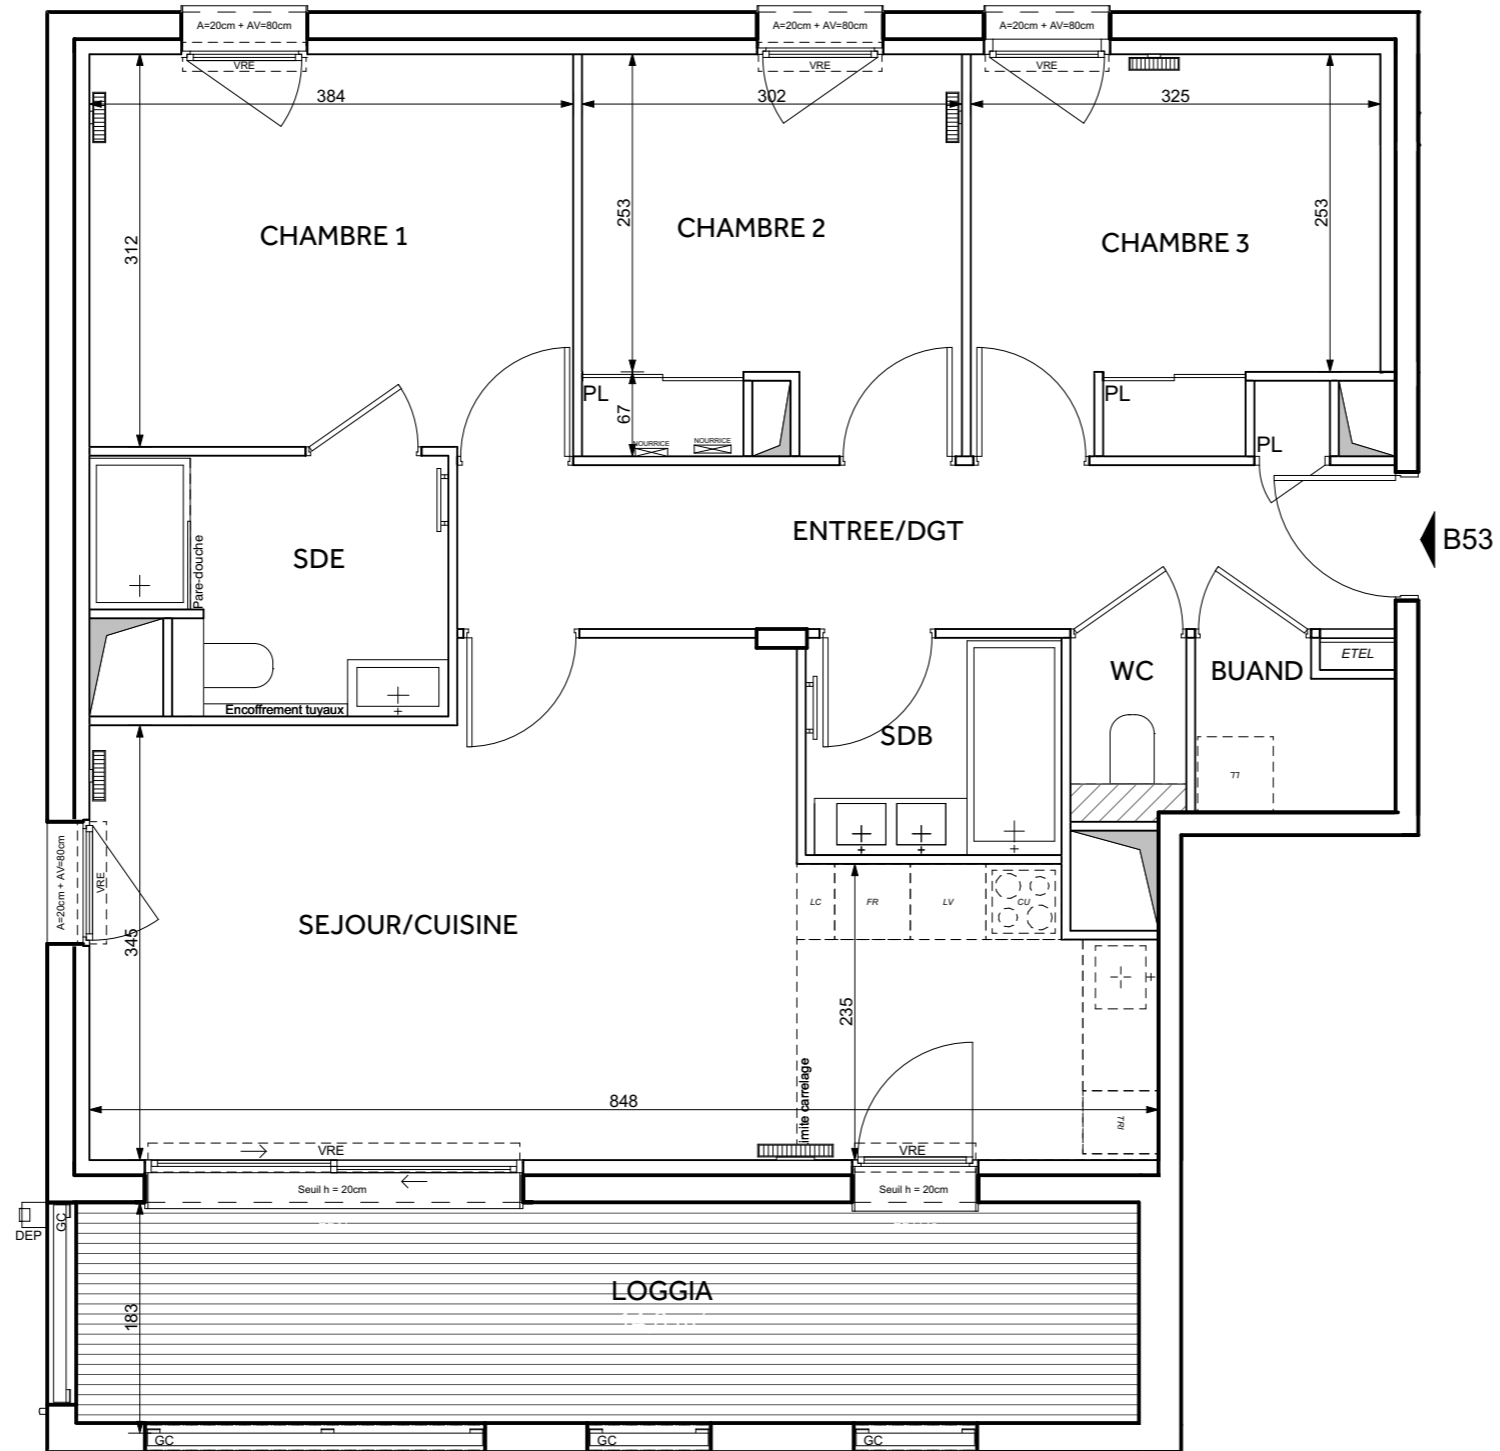 A=20cm + AV=80cm
A=20cm + AV=80cm
A=20cm + AV=80cm
VRE
VRE
VRE
384
302
325
312
253
253
CHAMBRE 1
CHAMBRE 2
CHAMBRE 3
PL
67
NOURRICE
NOURRICE
PL
PL
SDE
Pare-douche
ENTREE/DGT
B53
Encoffrement tuyaux
WC
BUAND
ETEL
SDB
LL
A=20cm + AV=80cm
VRE
345
SEJOUR/CUISINE
LC
FR
LV
CU
235
imite carrelage
TRI
848
VRE
VRE
Seuil h = 20cm
Seuil h = 20cm
DEP
GC
183
LOGGIA
GC
GC
GC